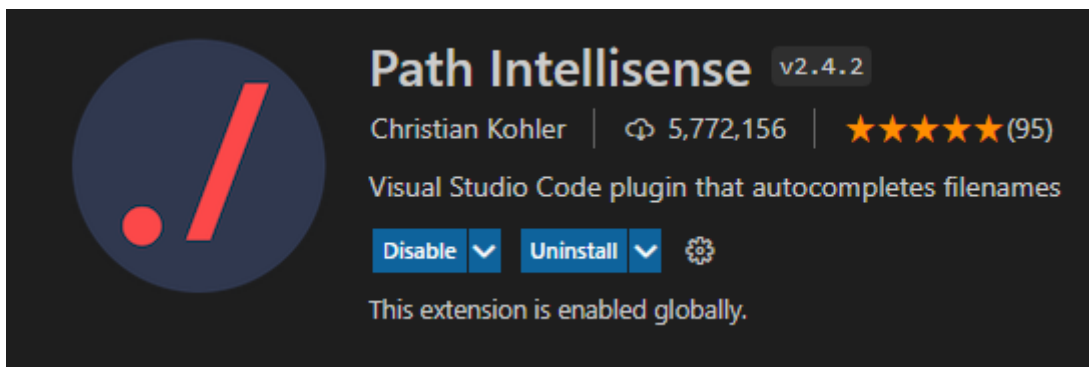 ./
Path Intellisense v2.4.2
Christian Kohler 5,772,156 ★★★★★(95)
Visual Studio Code plugin that autocompletes filenames
Disable Uninstall
This extension is enabled globally.